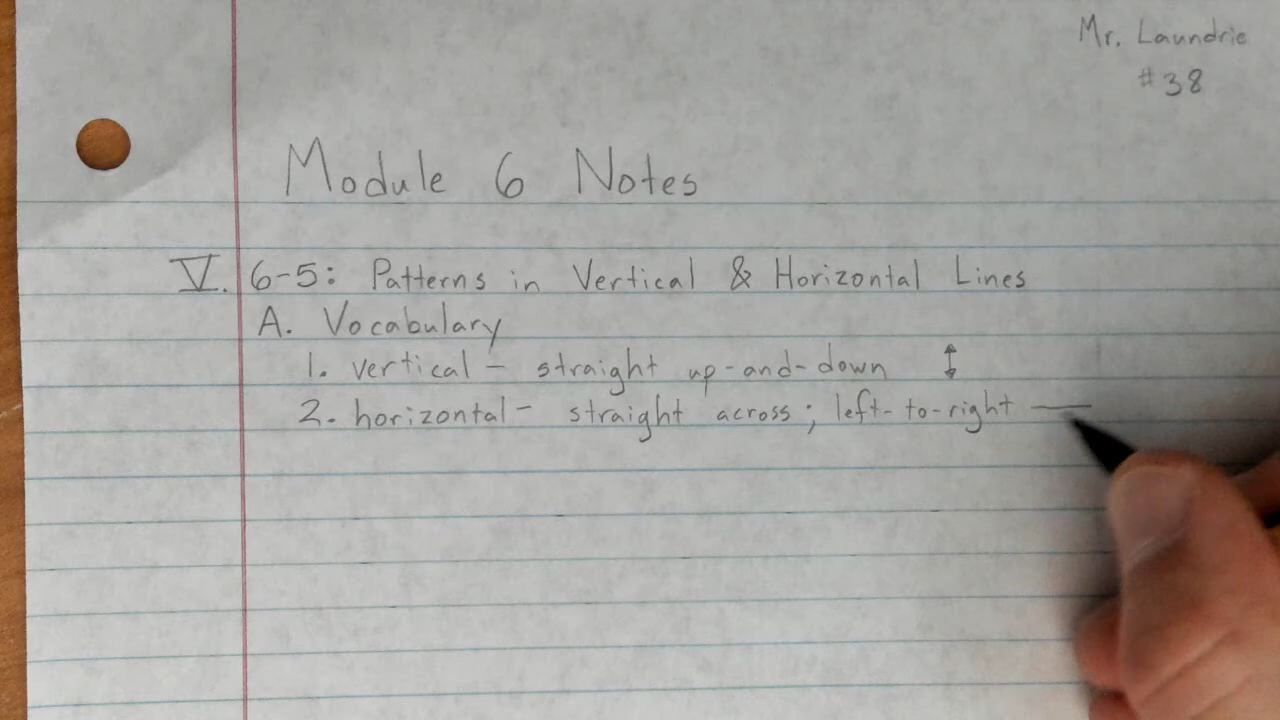 Mr. Laundrie
#38
Module 6 Notes
V. 6-5: Patterns in Vertical & Horizontal Lines
A. Vocabulary
1. vertical - straight up-and-down ↕
2. horizontal - straight across; left-to-right —